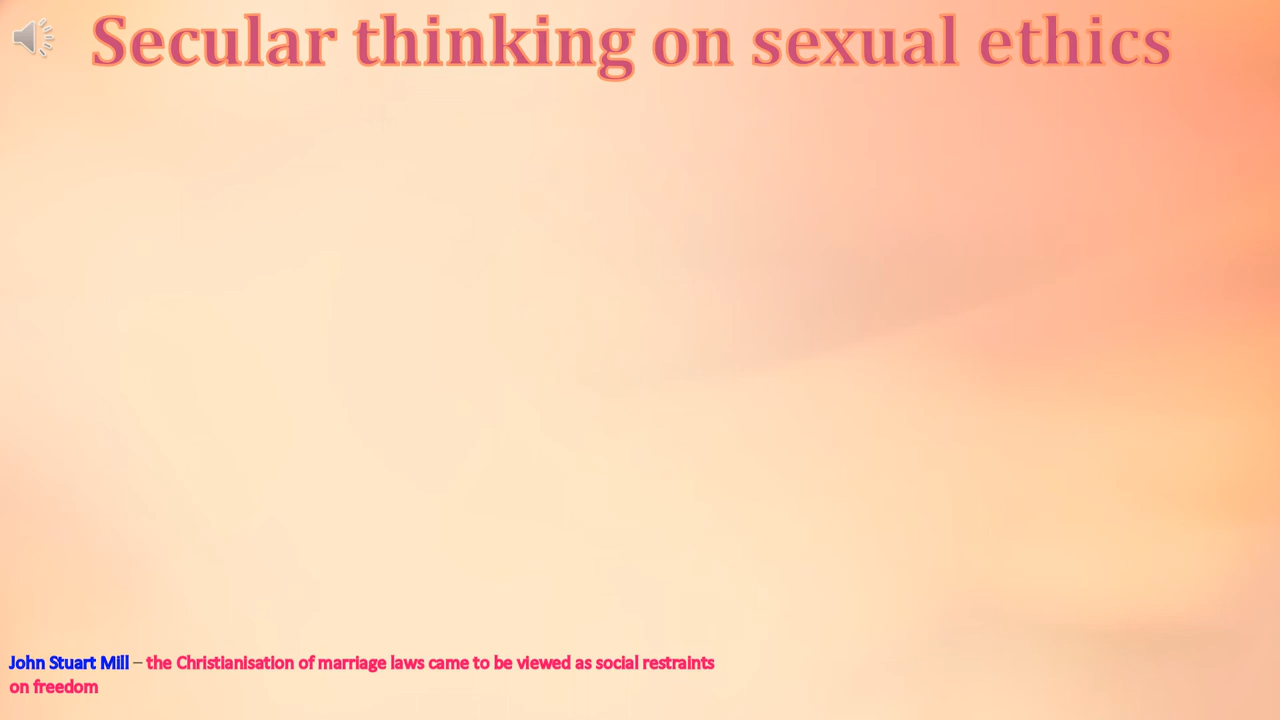 Secular thinking on sexual ethics
John Stuart Mill – the Christianisation of marriage laws came to be viewed as social restraints
on freedom